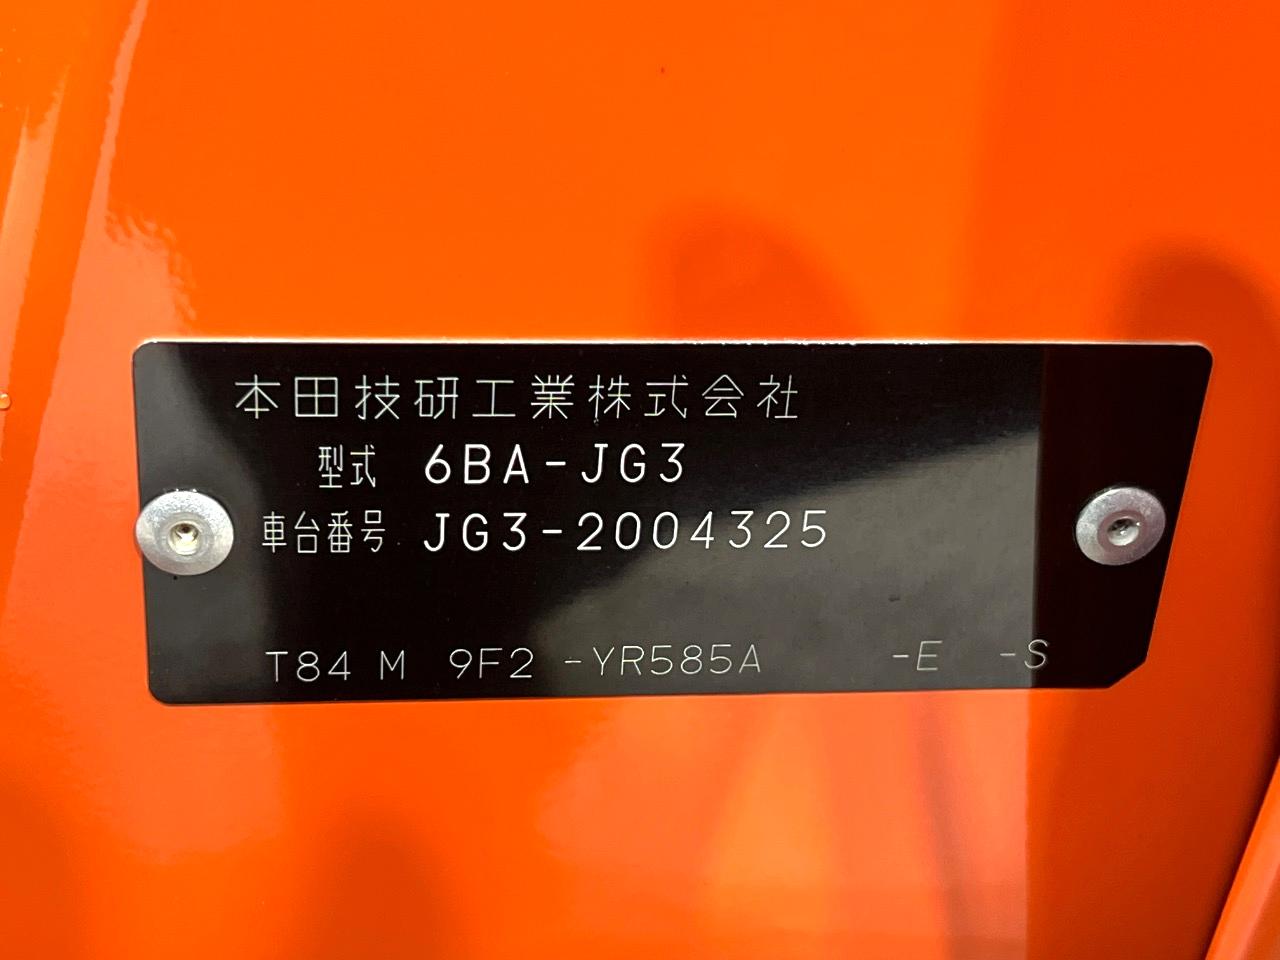 本田技研工業株式会社
型式 6BA-JG3
車台番号 JG3-2004325
T84 M 9F2 -YR585A -E -S